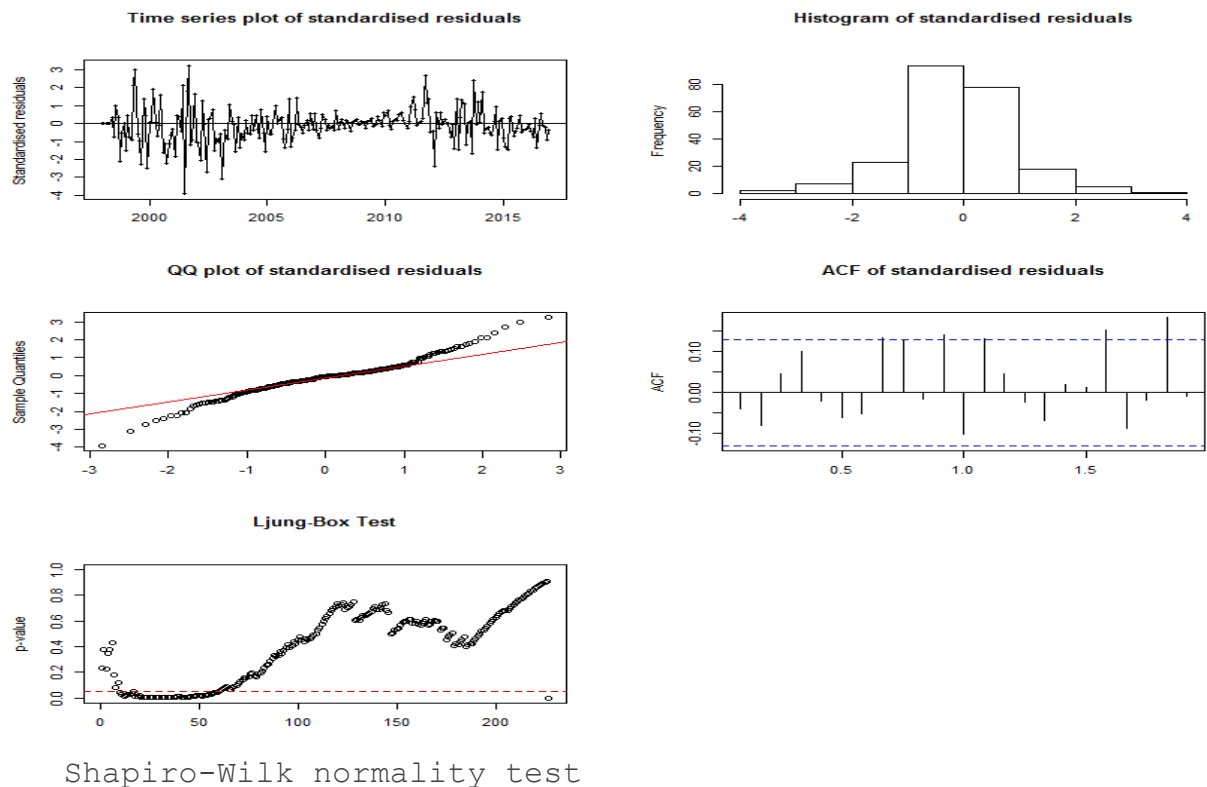 Time series plot of standardised residuals
Standardised residuals
3
2
1
0
-1
-2
-3
-4
2000 2005 2010 2015
Histogram of standardised residuals
Frequency
80
60
40
20
0
-4 -2 0 2 4
QQ plot of standardised residuals
Sample Quantiles
3
2
1
0
-1
-2
-3
-4
-3 -2 -1 0 1 2 3
ACF of standardised residuals
ACF
0.10
0.00
-0.10
0.5 1.0 1.5
Ljung-Box Test
p-value
1.0
0.8
0.6
0.4
0.2
0.0
0 50 100 150 200
Shapiro-Wilk normality test